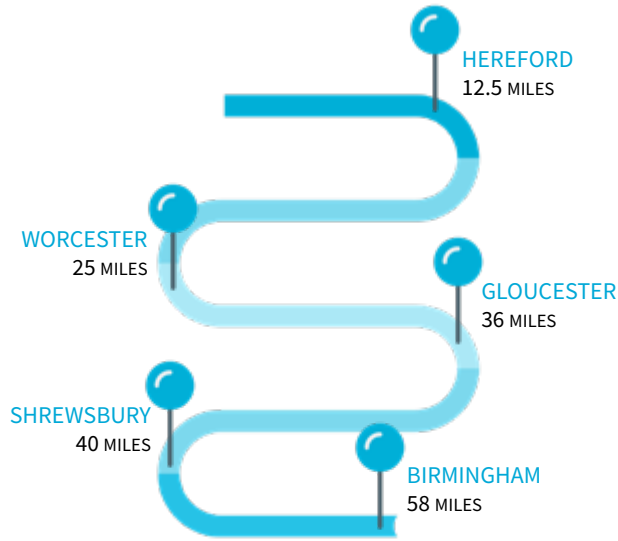 HEREFORD
12.5 MILES
WORCESTER
25 MILES
GLOUCESTER
36 MILES
SHREWSBURY
40 MILES
BIRMINGHAM
58 MILES